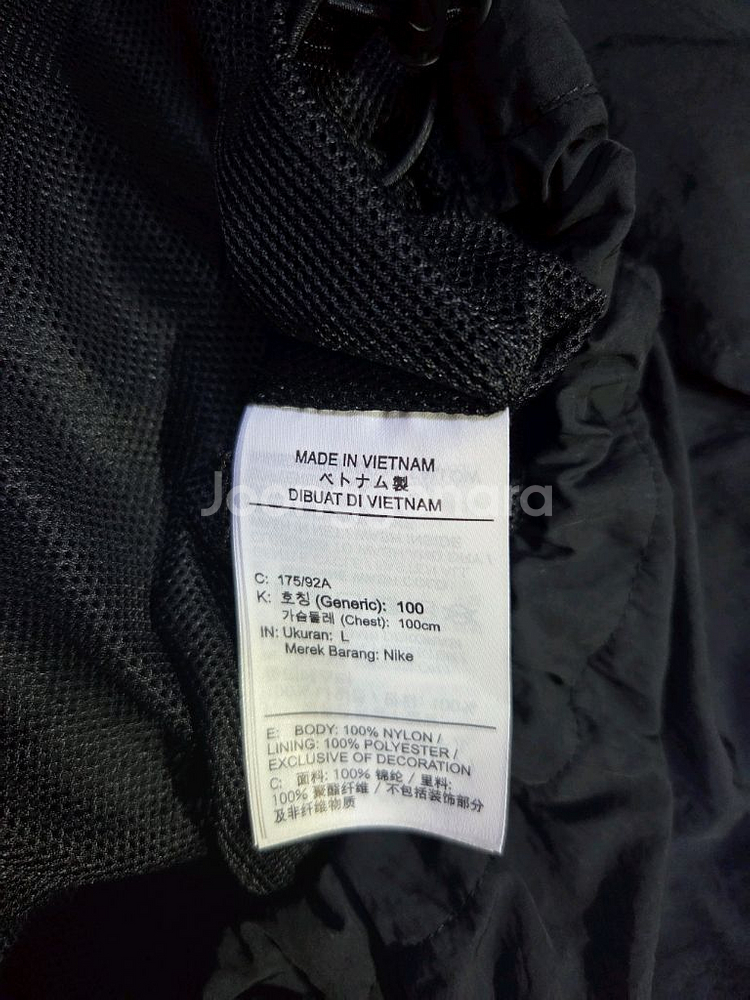 MADE IN VIETNAM
ベトナム製
DIBUAT DI VIETNAM
C: 175/92A
K: 호칭 (Generic): 100
가슴둘레 (Chest): 100cm
IN: Ukuran: L
Merek Barang: Nike
E: BODY: 100% NYLON /
LINING: 100% POLYESTER /
EXCLUSIVE OF DECORATION
C: 面料: 100% 锦纶 / 里料:
100% 聚酯纤维 / 不包括装饰部分
及非纤维物质